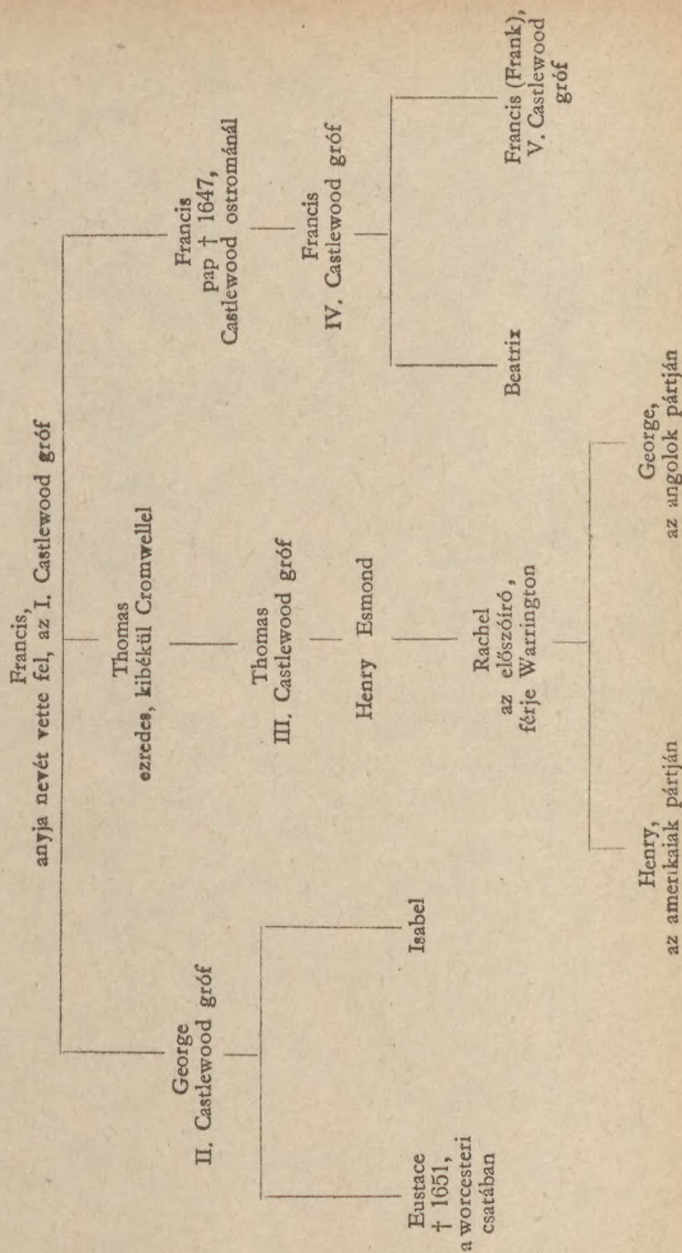 Francis,
anyja nevét vette fel, az I. Castlewood gróf
George
II. Castlewood gróf
Thomas
ezredes, kibékül Cromwellel
Francis
pap † 1647,
Castlewood ostrománál
Eustace
† 1651,
a worcesteri
csatában
Isabel
Thomas
III. Castlewood gróf
Francis
IV. Castlewood gróf
Henry Esmond
Beatrix
Francis (Frank),
V. Castlewood
gróf
Rachel
az előszóíró,
férje Warrington
Henry,
az amerikaiak pártján
George,
az angolok pártján